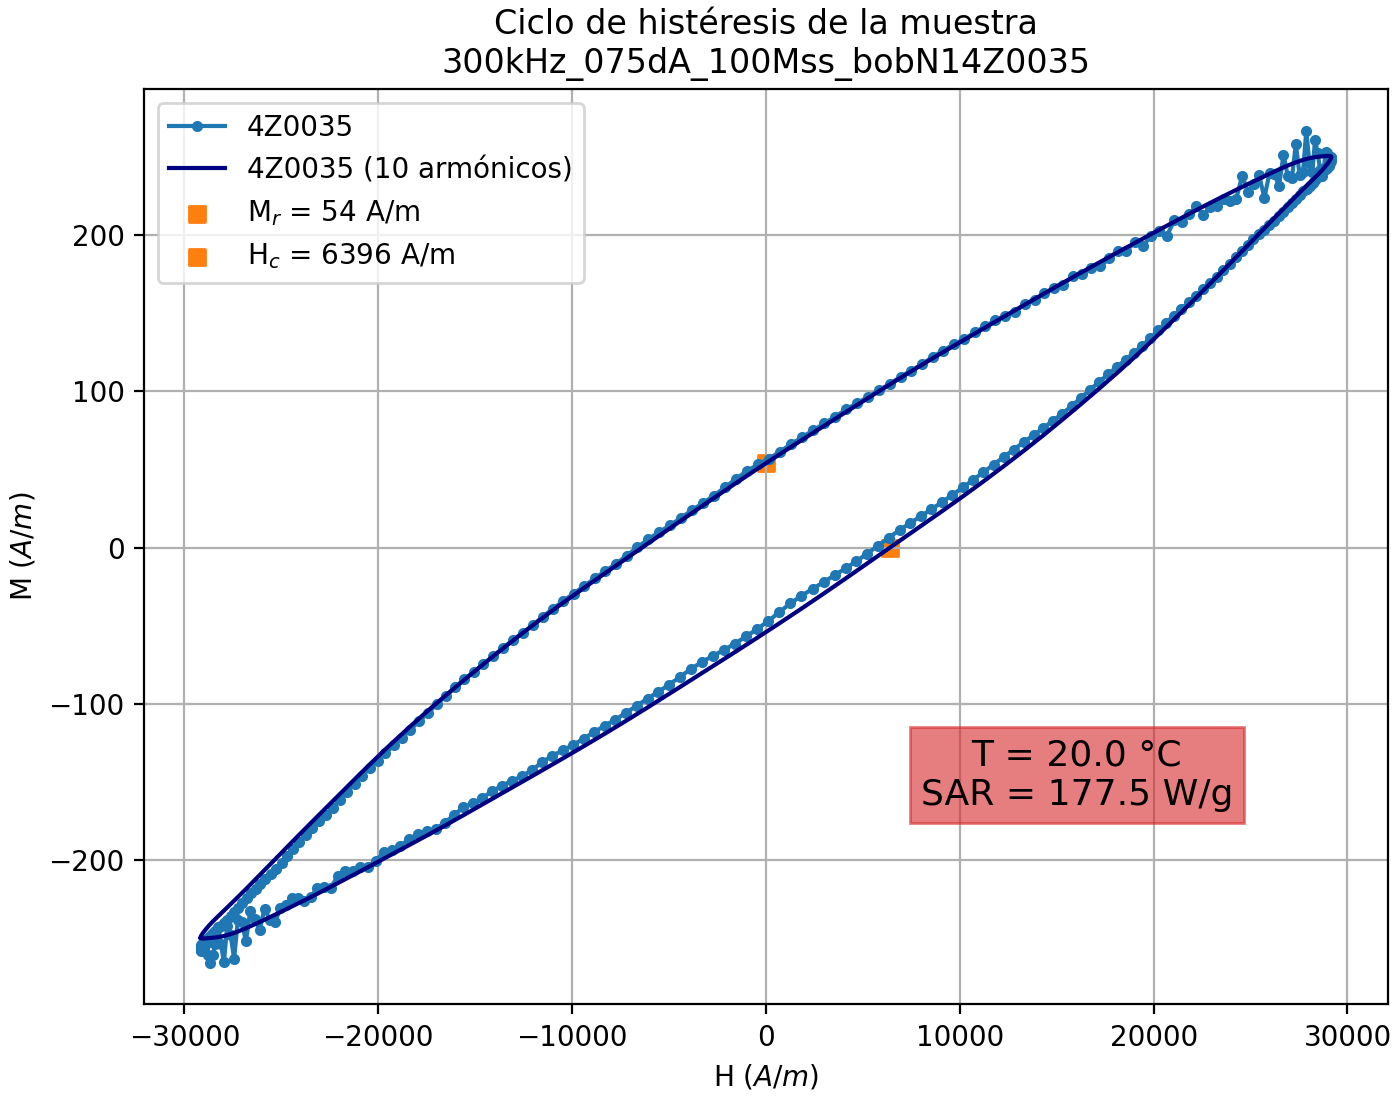 Ciclo de histéresis de la muestra
300kHz_075dA_100Mss_bobN14Z0035
4Z0035
4Z0035 (10 armónicos)
Mᵣ = 54 A/m
H_c = 6396 A/m
200
100
0
−100
−200
M (A/m)
T = 20.0 °C
SAR = 177.5 W/g
−30000 −20000 −10000 0 10000 20000 30000
H (A/m)